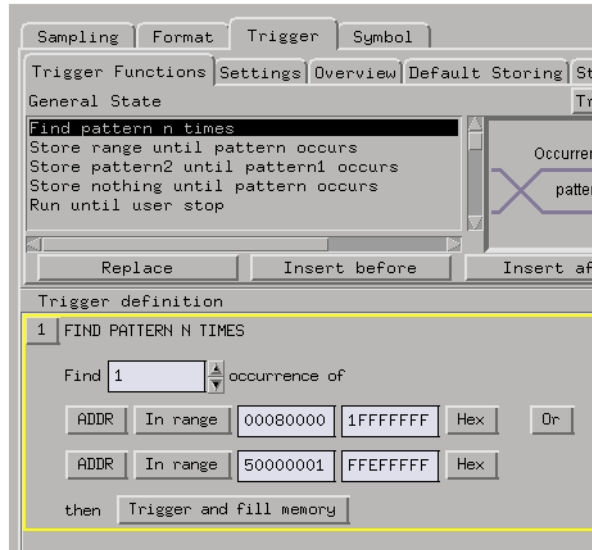 Sampling Format Trigger Symbol
Trigger Functions Settings Overview Default Storing
General State
Find pattern n times
Store range until pattern occurs
Store pattern2 until pattern1 occurs
Store nothing until pattern occurs
Run until user stop
Replace Insert before Insert
Trigger definition
1 FIND PATTERN N TIMES
Find 1 occurrence of
ADDR In range 00080000 1FFFFFFF Hex Or
ADDR In range 50000001 FFEFFFFF Hex
then Trigger and fill memory